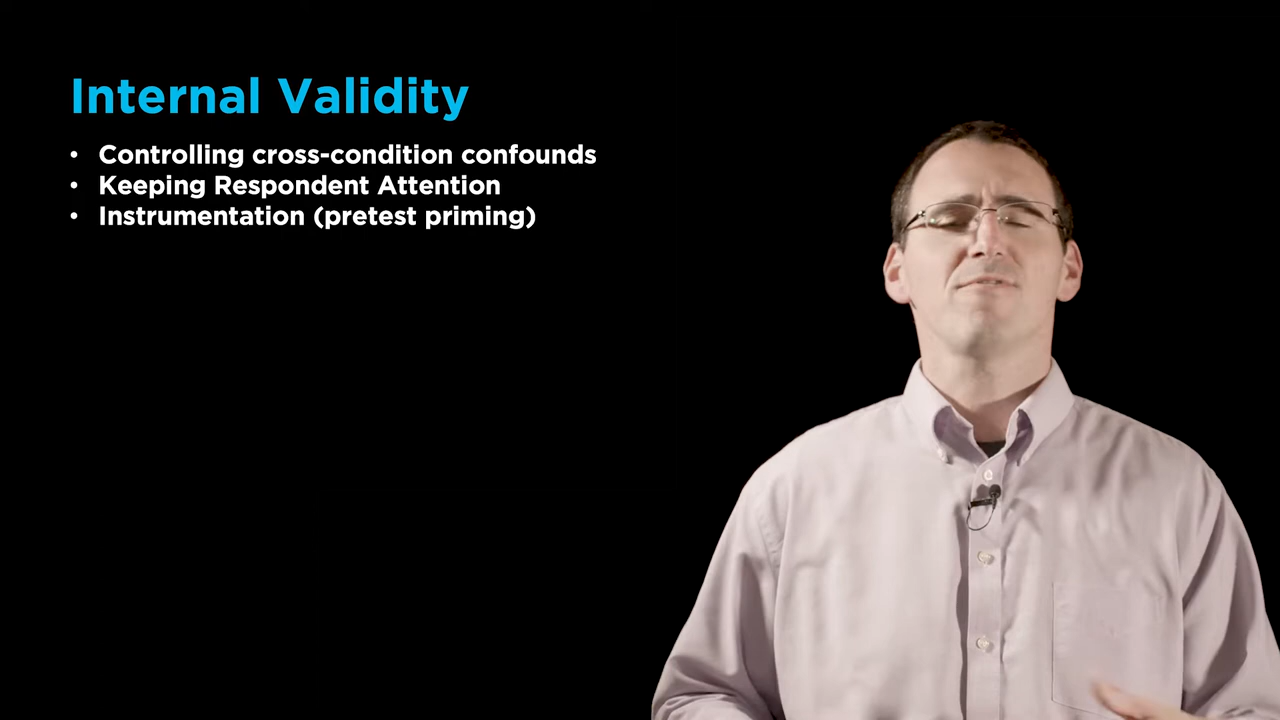 Internal Validity
• Controlling cross-condition confounds
• Keeping Respondent Attention
• Instrumentation (pretest priming)